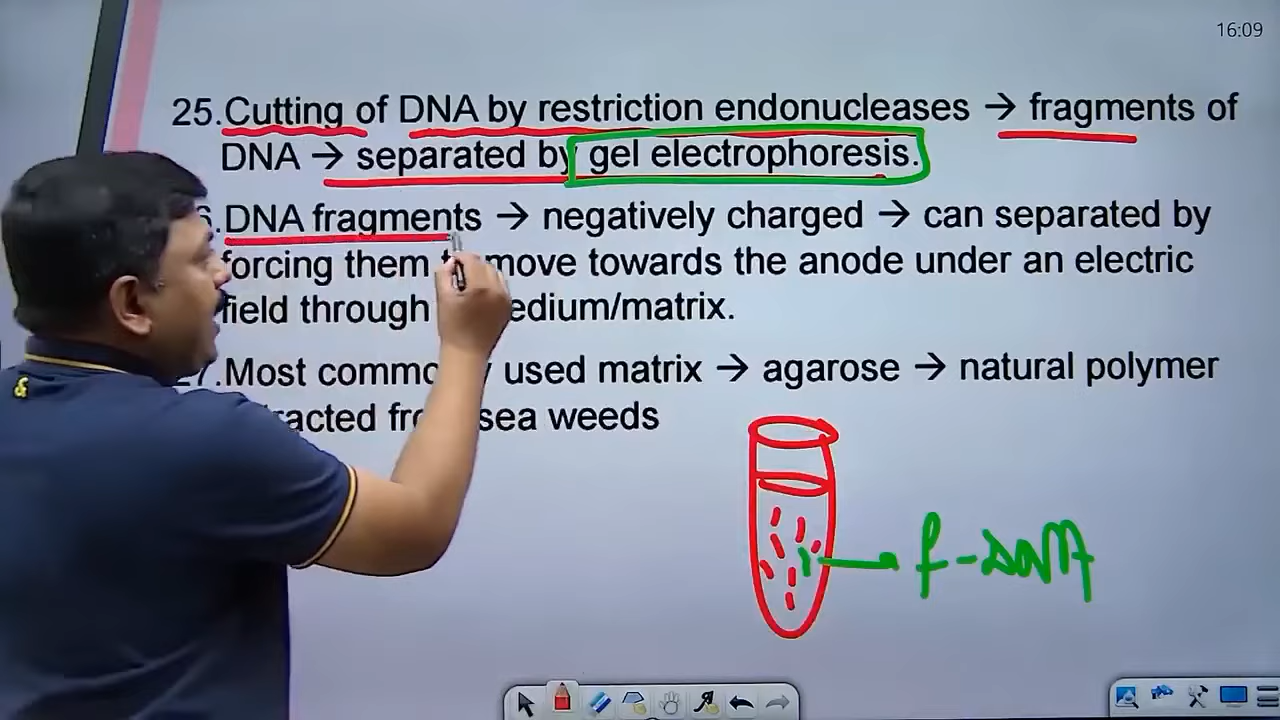 16:09
25.Cutting of DNA by restriction endonucleases → fragments of
DNA → separated by gel electrophoresis.
.DNA fragments → negatively charged → can separated by
forcing them move towards the anode under an electric
field through edium/matrix.
7.Most commo used matrix → agarose → natural polymer
racted sea weeds
f-DNA